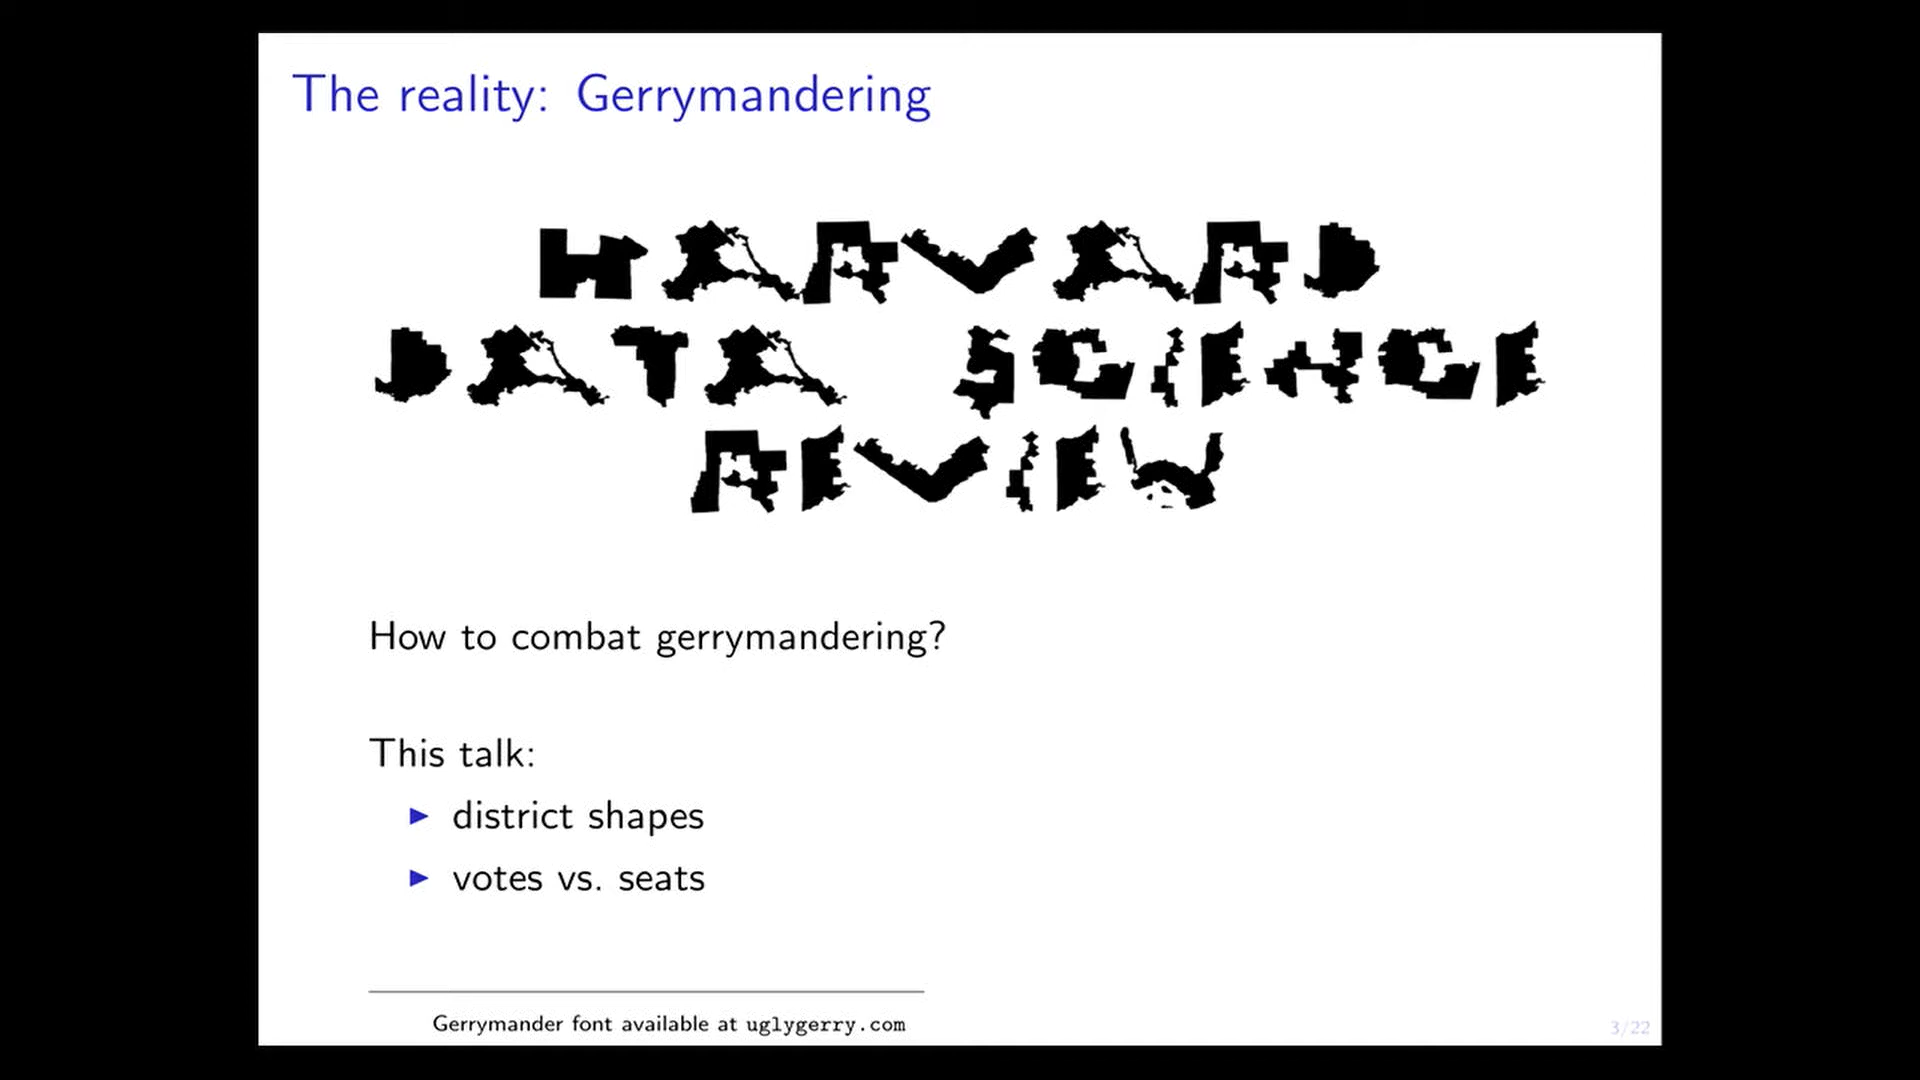 The reality: Gerrymandering
HARVARD
DATA SCIENCE
REVIEW
How to combat gerrymandering?
This talk:
▶ district shapes
▶ votes vs. seats
Gerrymander font available at uglygerry.com
3/22